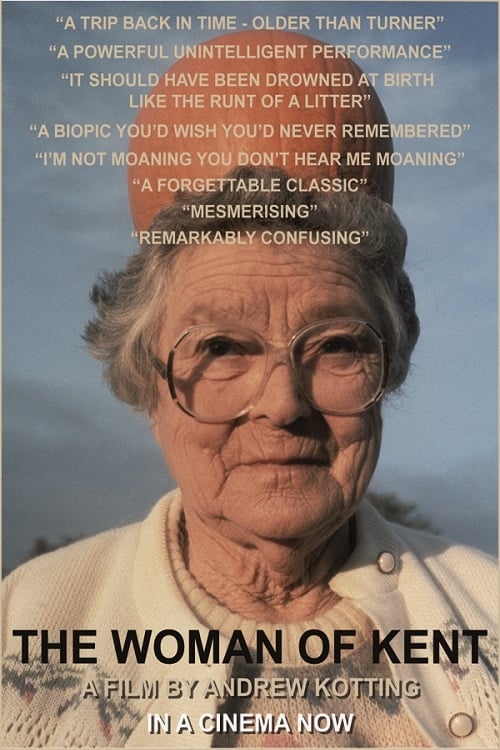 “A TRIP BACK IN TIME - OLDER THAN TURNER”
“A POWERFUL UNINTELLIGENT PERFORMANCE”
“IT SHOULD HAVE BEEN DROWNED AT BIRTH
LIKE THE RUNT OF A LITTER”
“A BIOPIC YOU’D WISH YOU’D NEVER REMEMBERED”
“I’M NOT MOANING YOU DON’T HEAR ME MOANING”
“A FORGETTABLE CLASSIC”
“MESMERISING”
“REMARKABLY CONFUSING”
THE WOMAN OF KENT
A FILM BY ANDREW KOTTING
IN A CINEMA NOW